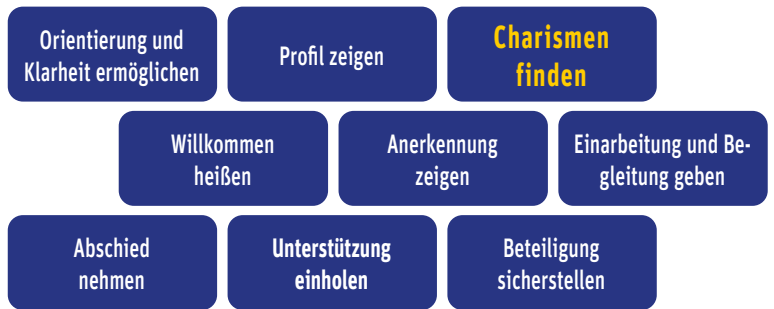 Orientierung und
Klarheit ermöglichen
Profil zeigen
Charismen
finden
Willkommen
heißen
Anerkennung
zeigen
Einarbeitung und Be-
gleitung geben
Abschied
nehmen
Unterstützung
einholen
Beteiligung
sicherstellen